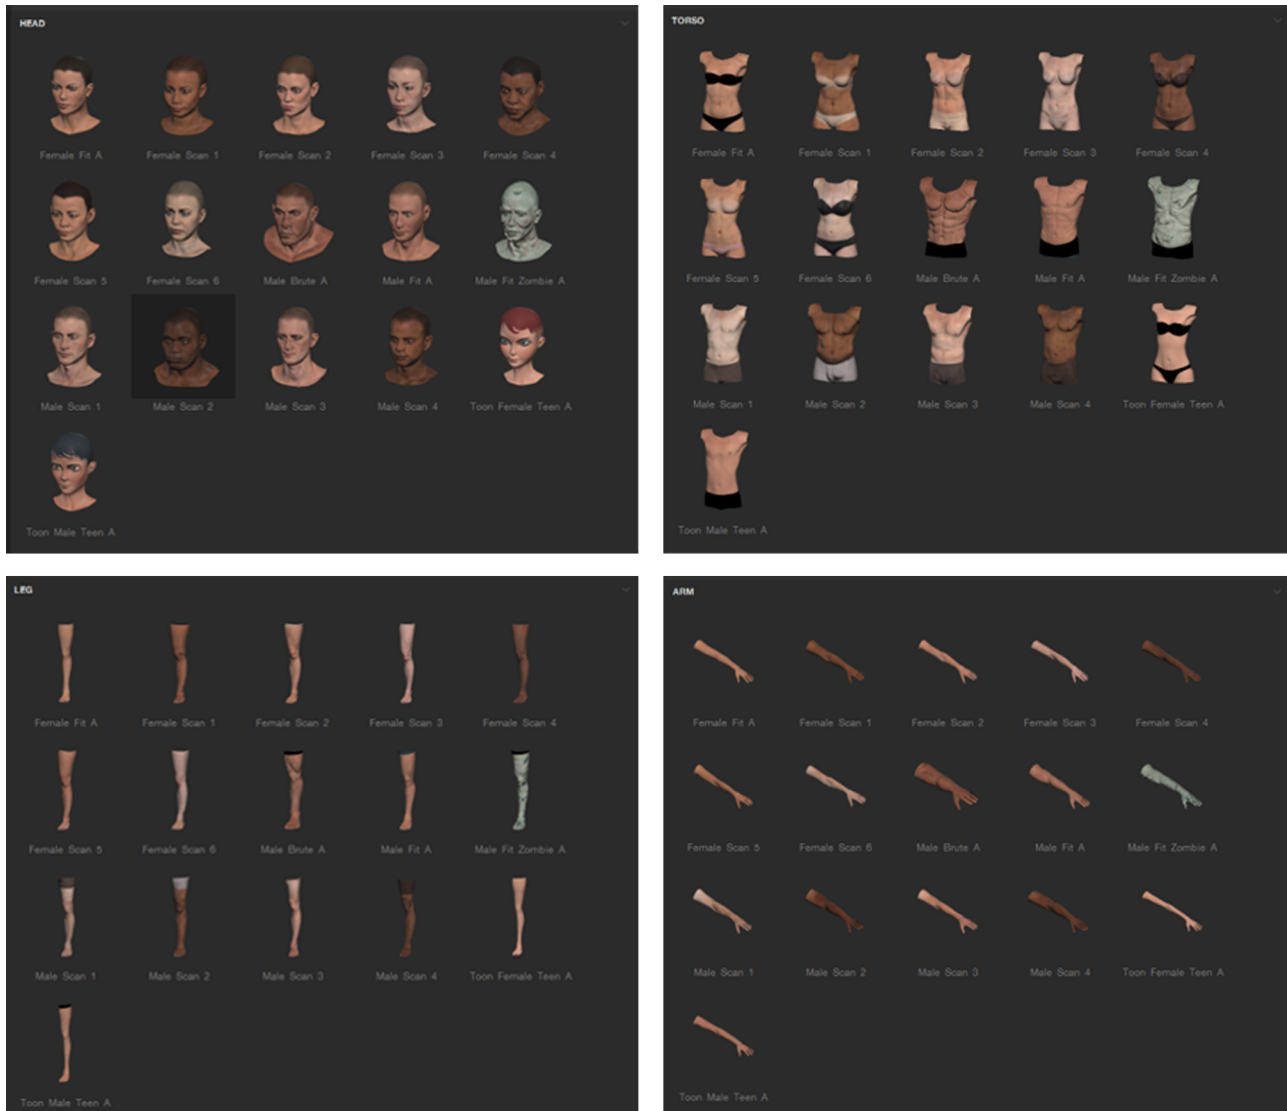 HEAD
Female Fit A Female Scan 1 Female Scan 2 Female Scan 3 Female Scan 4
Female Scan 5 Female Scan 6 Male Brute A Male Fit A Male Fit Zombie A
Male Scan 1 Male Scan 2 Male Scan 3 Male Scan 4 Toon Female Teen A
Toon Male Teen A
TORSO
Female Fit A Female Scan 1 Female Scan 2 Female Scan 3 Female Scan 4
Female Scan 5 Female Scan 6 Male Brute A Male Fit A Male Fit Zombie A
Male Scan 1 Male Scan 2 Male Scan 3 Male Scan 4 Toon Female Teen A
Toon Male Teen A
LEG
Female Fit A Female Scan 1 Female Scan 2 Female Scan 3 Female Scan 4
Female Scan 5 Female Scan 6 Male Brute A Male Fit A Male Fit Zombie A
Male Scan 1 Male Scan 2 Male Scan 3 Male Scan 4 Toon Female Teen A
Toon Male Teen A
ARM
Female Fit A Female Scan 1 Female Scan 2 Female Scan 3 Female Scan 4
Female Scan 5 Female Scan 6 Male Brute A Male Fit A Male Fit Zombie A
Male Scan 1 Male Scan 2 Male Scan 3 Male Scan 4 Toon Female Teen A
Toon Male Teen A